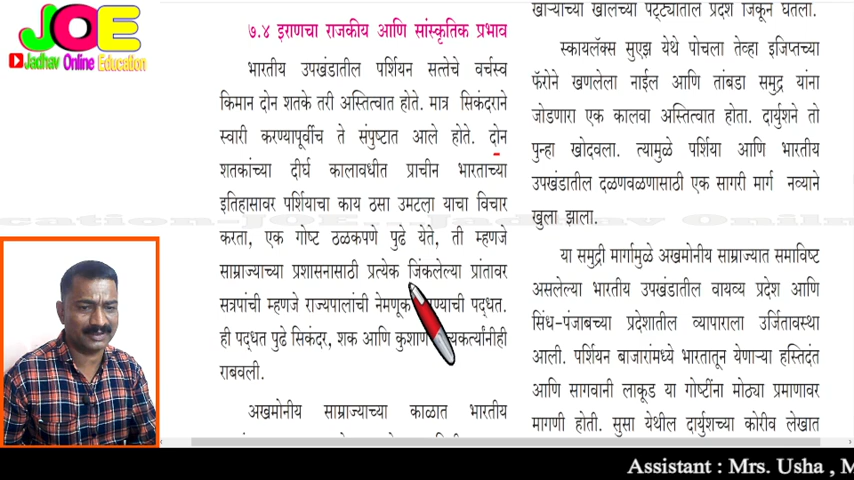 JOE
Jadhav Online Education
७.४ इराणचा राजकीय आणि सांस्कृतिक प्रभाव
भारतीय उपखंडातील पर्शियन सत्तेचे वर्चस्व
किमान दोन शतके तरी अस्तित्वात होते. मात्र सिकंदराने
स्वारी करण्यापूर्वीच ते संपुष्टात आले होते. दोन
शतकांच्या दीर्घ कालावधीत प्राचीन भारताच्या
इतिहासावर पर्शियाचा काय ठसा उमटला याचा विचार
करता, एक गोष्ट ठळकपणे पुढे येते, ती म्हणजे
साम्राज्याच्या प्रशासनासाठी प्रत्येक जिंकलेल्या प्रांतावर
सत्रपांची म्हणजे राज्यपालांची नेमणूक पद्धत.
ही पद्धत पुढे सिकंदर, शक आणि कुशाण
राबवली.
अखमोनीय साम्राज्याच्या काळात भारतीय
खाऱ्याच्या खालच्या पट्ट्यातील प्रदेश जिंकून घेतला.
स्कायलॅक्स सुएझ येथे पोचला तेव्हा इजिप्तच्या
फॅरोने खणलेला नाईल आणि तांबडा समुद्र यांना
जोडणारा एक कालवा अस्तित्वात होता. दार्युशने तो
पुन्हा खोदवला. त्यामुळे पर्शिया आणि भारतीय
उपखंडातील दळणवळणासाठी एक सागरी मार्ग नव्याने
खुला झाला.
या समुद्री मार्गामुळे अखमोनीय साम्राज्यात समाविष्ट
असलेल्या भारतीय उपखंडातील वायव्य प्रदेश आणि
सिंध-पंजाबच्या प्रदेशातील व्यापाराला उर्जितावस्था
आली. पर्शियन बाजारांमध्ये भारतातून येणाऱ्या हस्तिदंत
आणि सागवानी लाकूड या गोष्टींना मोठ्या प्रमाणावर
मागणी होती. सुसा येथील दार्युशच्या कोरीव लेखात
Assistant : Mrs. Usha , M